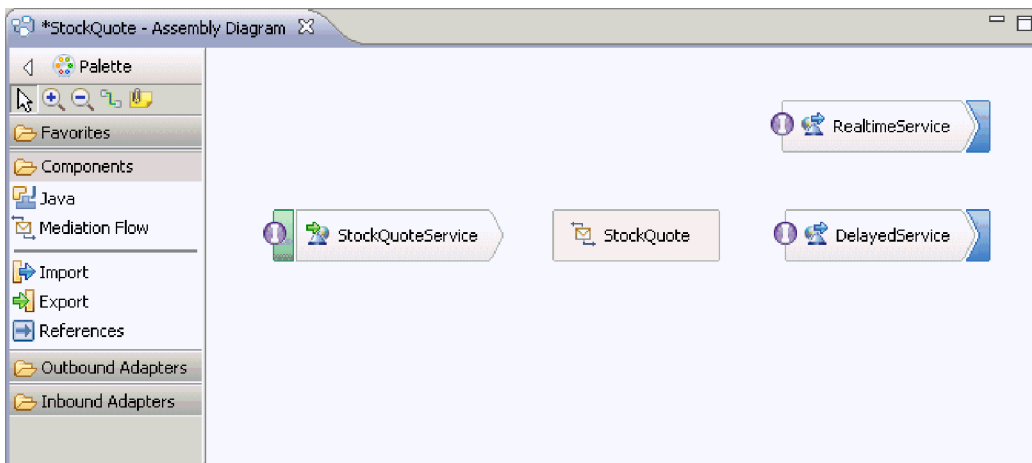 *StockQuote - Assembly Diagram
Palette
Favorites
Components
Java
Mediation Flow
Import
Export
References
Outbound Adapters
Inbound Adapters
RealtimeService
StockQuoteService
StockQuote
DelayedService